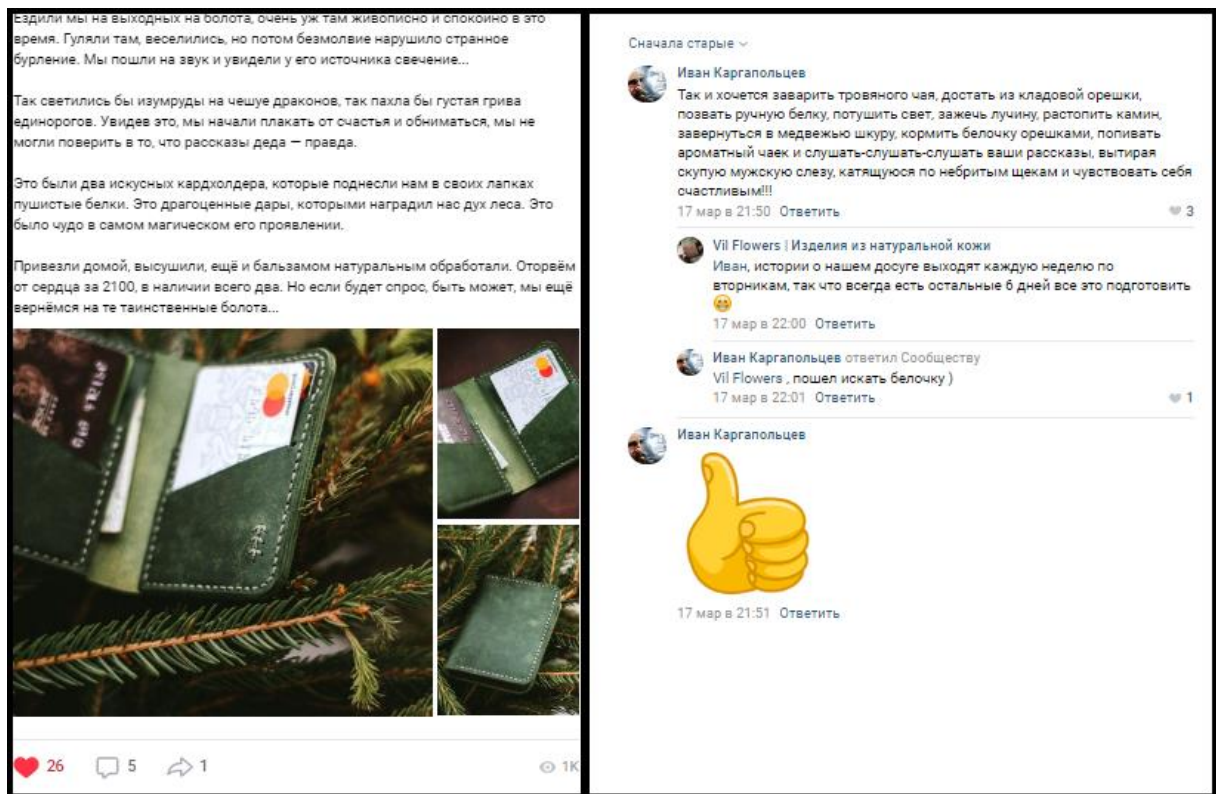 Ездили мы на выходных на болота, очень уж там живописно и спокойно в это
время. Гуляли там, веселились, но потом безмолвие нарушило странное
бурление. Мы пошли на звук и увидели у его источника свечение...
Так светились бы изумруды на чешуе драконов, так пахла бы густая грива
единорогов. Увидев это, мы начали плакать от счастья и обниматься, мы не
могли поверить в то, что рассказы деда — правда.
Это были два искусных кардхолдера, которые поднесли нам в своих лапках
пушистые белки. Это драгоценные дары, которыми наградил нас дух леса. Это
было чудо в самом магическом его проявлении.
Привезли домой, высушили, ещё и бальзамом натуральным обработали. Оторвём
от сердца за 2100, в наличии всего два. Но если будет спрос, быть может, мы ещё
вернёмся на те таинственные болота...
26 5 1 1K
Сначала старые
Иван Каргапольцев
Так и хочется заварить тровяного чая, достать из кладовой орешки,
позвать ручную белку, потушить свет, зажечь лучину, растопить камин,
завернуться в медвежью шкуру, кормить белочку орешками, попивать
ароматный чаек и слушать-слушать-слушать ваши рассказы, вытирая
скупую мужскую слезу, катящуюся по небритым щекам и чувствовать себя
счастливым!!!
17 мар в 21:50 Ответить 3
Vil Flowers | Изделия из натуральной кожи
Иван, истории о нашем досуге выходят каждую неделю по
вторникам, так что всегда есть остальные 6 дней все это подготовить
17 мар в 22:00 Ответить
Иван Каргапольцев ответил Сообществу
Vil Flowers , пошел искать белочку )
17 мар в 22:01 Ответить 1
Иван Каргапольцев
17 мар в 21:51 Ответить